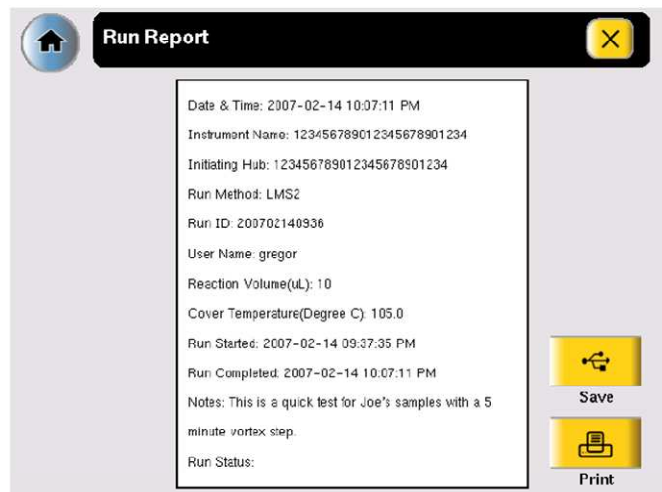 Run Report
Date & Time: 2007-02-14 10:07:11 PM
Instrument Name: 123456789012345678901234
Initiating Hub: 123456789012345678901234
Run Method: LMS2
Run ID: 200702140936
User Name: gregor
Reaction Volume(uL): 10
Cover Temperature(Degree C): 105.0
Run Started: 2007-02-14 09:37:35 PM
Run Completed: 2007-02-14 10:07:11 PM
Notes: This is a quick test for Joe's samples with a 5
minute vortex step.
Run Status:
Save
Print